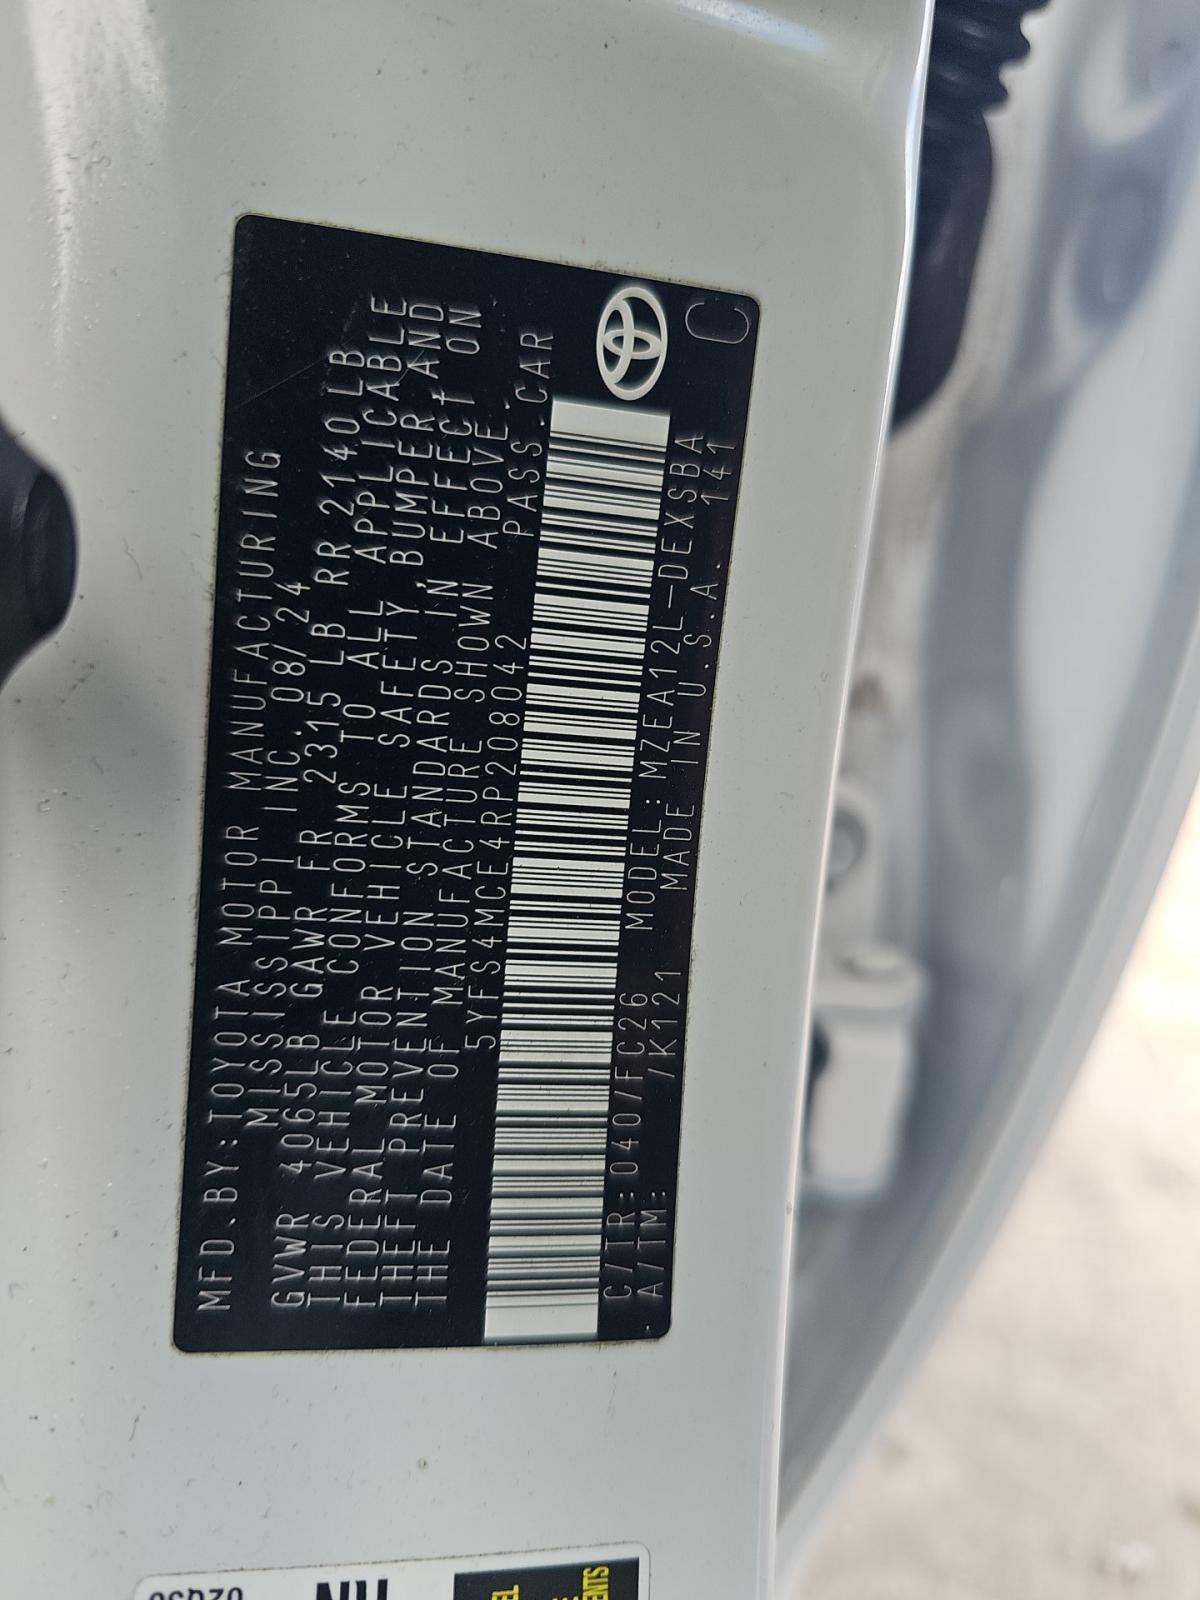 MFD.BY:TOYOTA MOTOR MANUFACTURING
MISSISSIPPI INC. 08/24
GVWR 4065LB GAWR FR 2315 LB RR 2140LB
THIS VEHICLE CONFORMS TO ALL APPLICABLE
FEDERAL MOTOR VEHICLE SAFETY,BUMPER AND
THEFT PREVENTION STANDARDS IN EFFECT ON
THE DATE OF MANUFACTURE SHOWN ABOVE.
5YFS4MCE4RP208042 PASS.CAR
C/TR:040/FC26 MODEL:MZEA12L-DEXSBA
A/TM: /K121 MADE IN U.S.A. 141 C